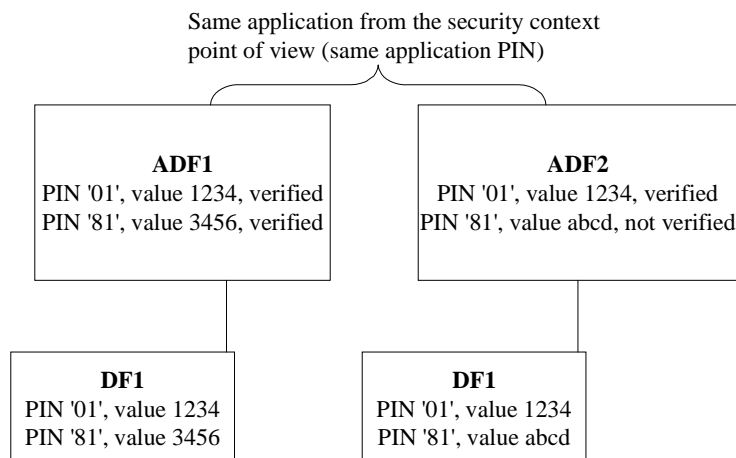 Same application from the security context
point of view (same application PIN)
ADF1
PIN '01', value 1234, verified
PIN '81', value 3456, verified
ADF2
PIN '01', value 1234, verified
PIN '81', value abcd, not verified
DF1
PIN '01', value 1234
PIN '81', value 3456
DF1
PIN '01', value 1234
PIN '81', value abcd